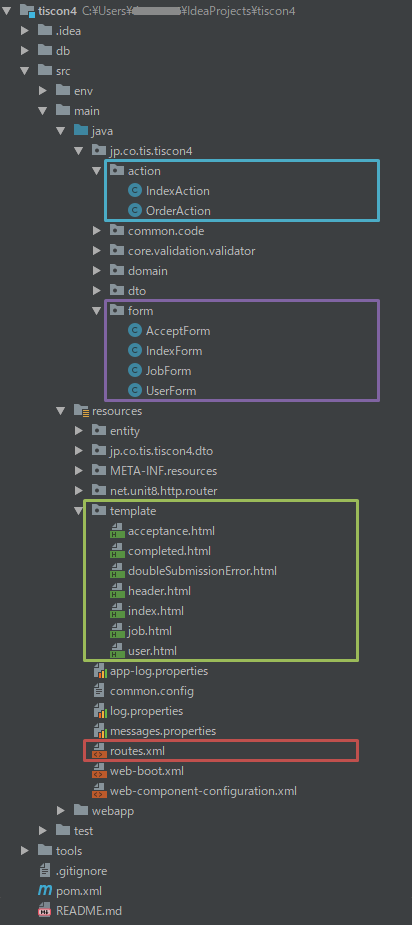 tiscon4 C:¥Users¥ ¥IdeaProjects¥tiscon4
.idea
db
src
env
main
java
jp.co.tis.tiscon4
action
IndexAction
OrderAction
common.code
core.validation.validator
domain
dto
form
AcceptForm
IndexForm
JobForm
UserForm
resources
entity
jp.co.tis.tiscon4.dto
META-INF.resources
net.unit8.http.router
template
acceptance.html
completed.html
doubleSubmissionError.html
header.html
index.html
job.html
user.html
app-log.properties
common.config
log.properties
messages.properties
routes.xml
web-boot.xml
web-component-configuration.xml
webapp
test
tools
.gitignore
pom.xml
README.md